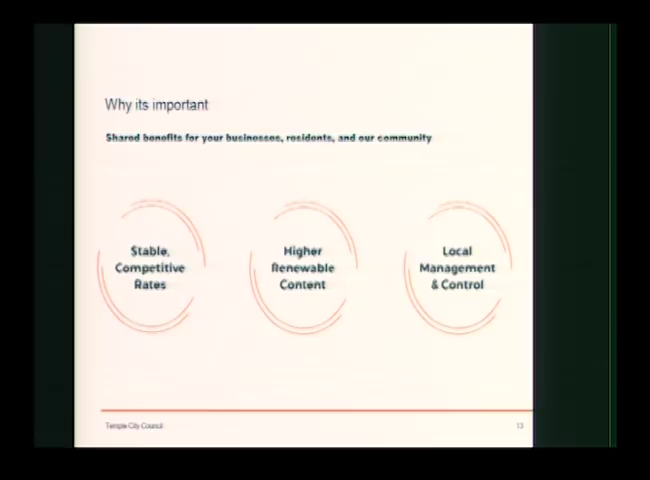 Why its important
Shared benefits for your businesses, residents, and our community
Stable,
Competitive
Rates
Higher
Renewable
Content
Local
Management
& Control
Temple City Council
13